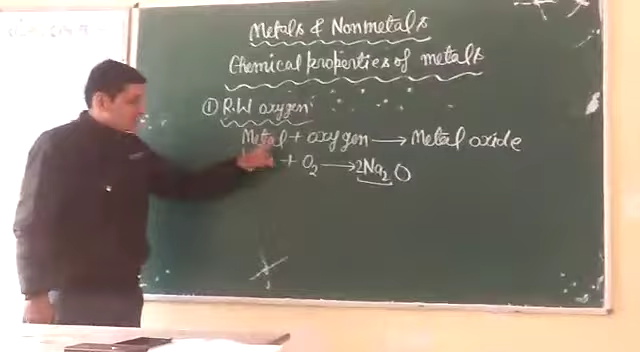 Metals & Nonmetals
Chemical properties of metals
① R.W oxygen
Metal + oxygen → Metal oxide
+ O₂ → 2Na₂O